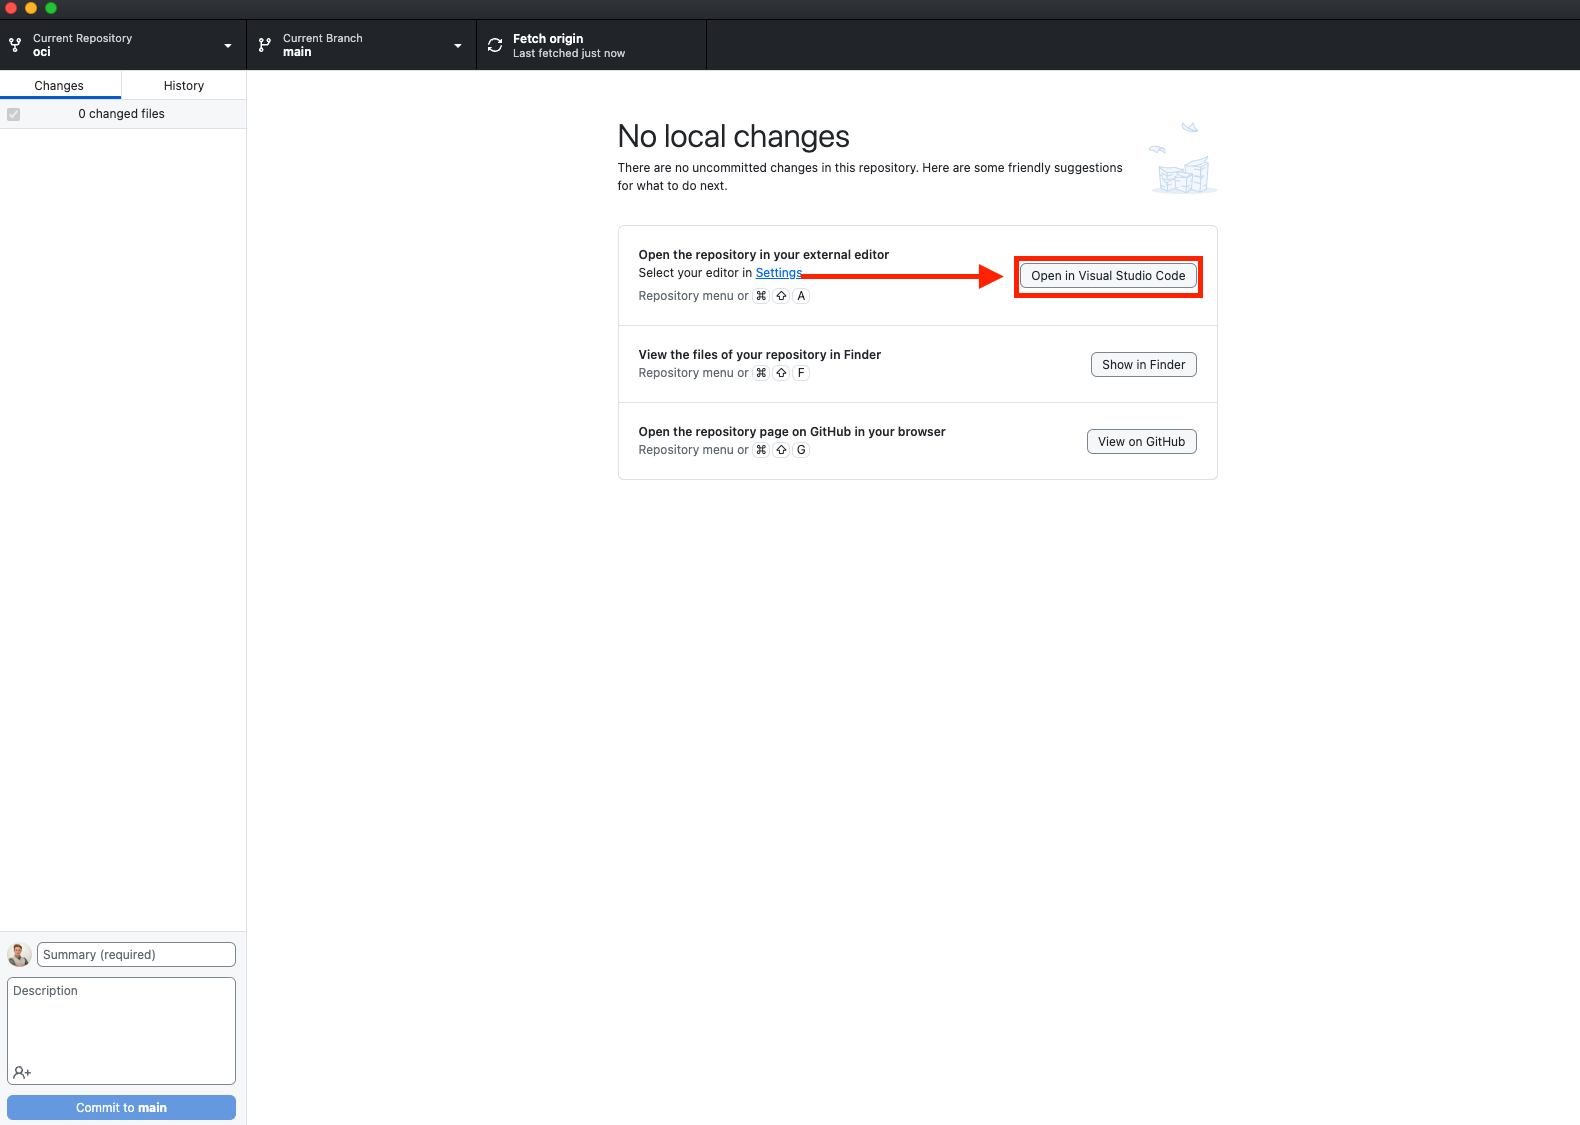 Current Repository
oci
Current Branch
main
Fetch origin
Last fetched just now
Changes
History
0 changed files
No local changes
There are no uncommitted changes in this repository. Here are some friendly suggestions
for what to do next.
Open the repository in your external editor
Select your editor in Settings
Repository menu or ⌘ ⇧ A
Open in Visual Studio Code
View the files of your repository in Finder
Repository menu or ⌘ ⇧ F
Show in Finder
Open the repository page on GitHub in your browser
Repository menu or ⌘ ⇧ G
View on GitHub
Summary (required)
Description
Commit to main